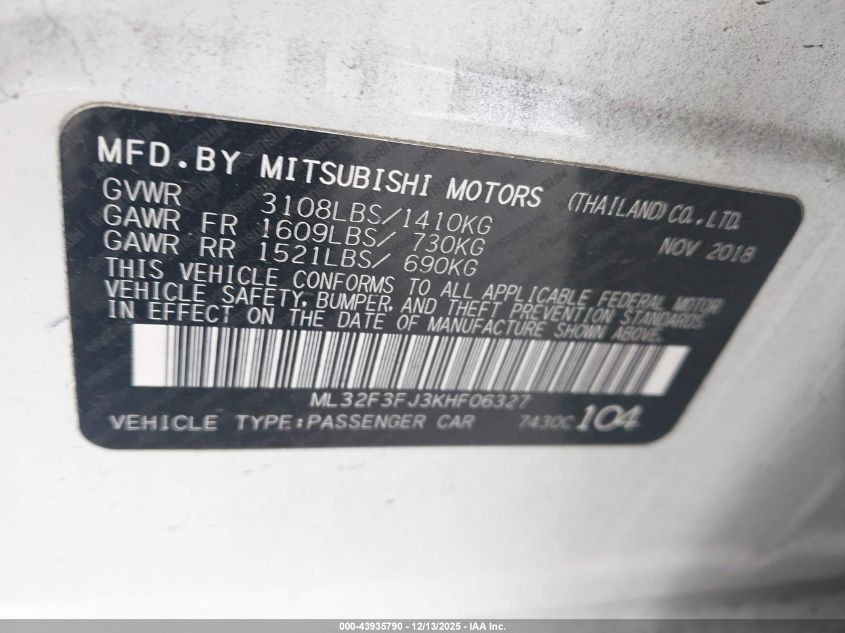 MFD.BY MITSUBISHI MOTORS (THAILAND) CO., LTD.
GVWR 3108LBS/1410KG NOV 2018
GAWR FR 1609LBS/ 730KG
GAWR RR 1521LBS/ 690KG
THIS VEHICLE CONFORMS TO ALL APPLICABLE FEDERAL MOTOR
VEHICLE SAFETY, BUMPER, AND THEFT PREVENTION STANDARDS
IN EFFECT ON THE DATE OF MANUFACTURE SHOWN ABOVE.
ML32F3FJ3KHF06327
VEHICLE TYPE:PASSENGER CAR 7430C 104
000-43935790 - 12/13/2025 - IAA Inc.